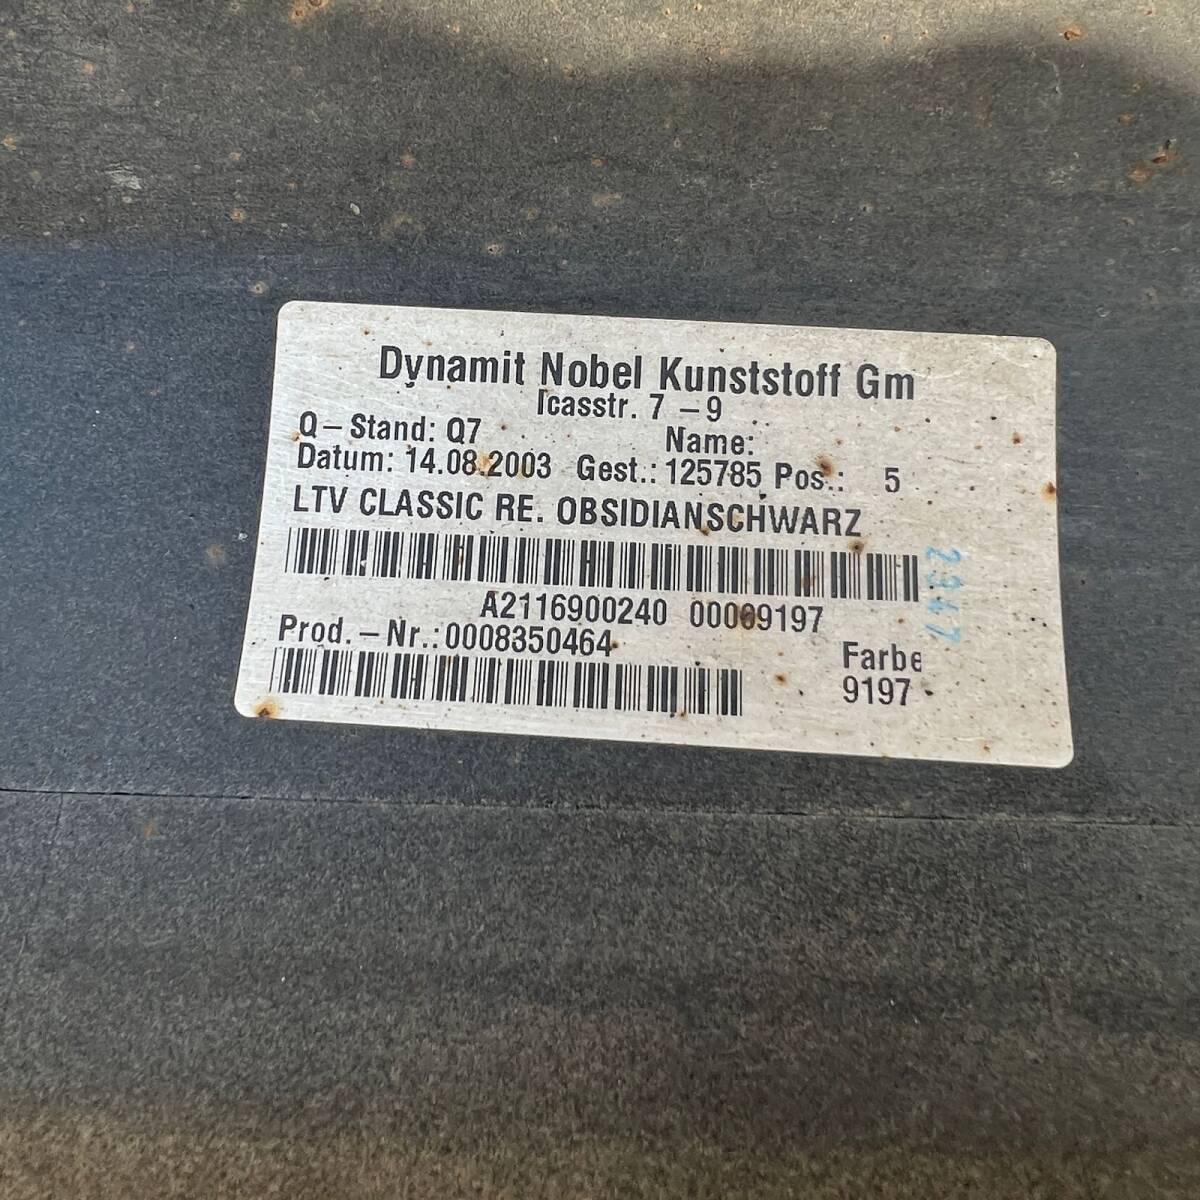 Dynamit Nobel Kunststoff Gm
Icasstr. 7 – 9
Q – Stand: Q7 Name:
Datum: 14.08.2003 Gest.: 125785 Pos.: 5
LTV CLASSIC RE. OBSIDIANSCHWARZ
2347
A2116900240 00009197
Prod. – Nr.: 0008350464
Farbe
9197